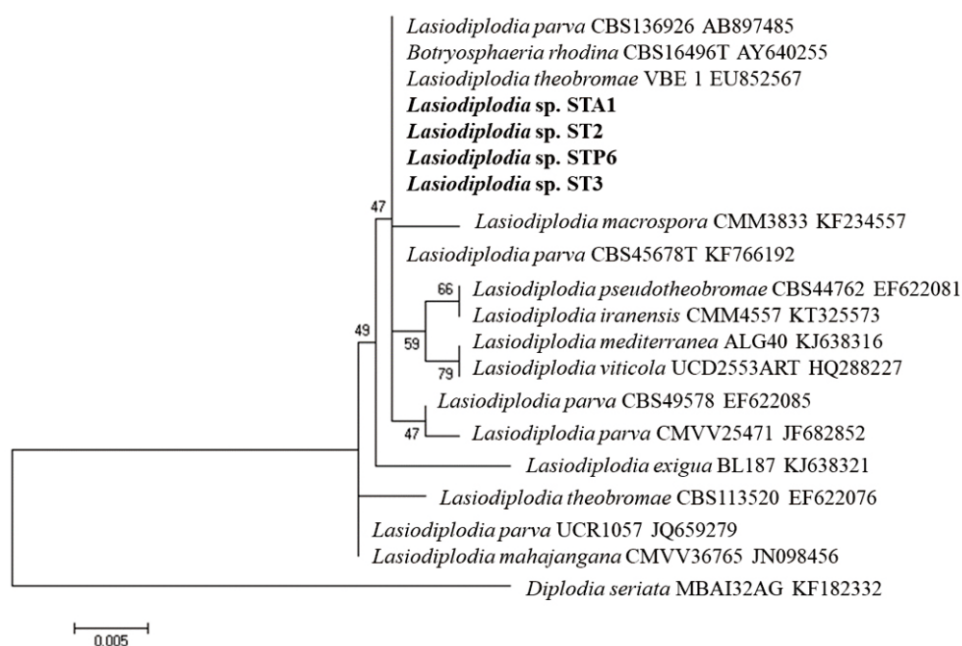 Lasiodiplodia parva CBS136926 AB897485
Botryosphaeria rhodina CBS16496T AY640255
Lasiodiplodia theobromae VBE 1 EU852567
Lasiodiplodia sp. STA1
Lasiodiplodia sp. ST2
Lasiodiplodia sp. STP6
Lasiodiplodia sp. ST3
47
Lasiodiplodia macrospora CMM3833 KF234557
Lasiodiplodia parva CBS45678T KF766192
66
Lasiodiplodia pseudotheobromae CBS44762 EF622081
Lasiodiplodia iranensis CMM4557 KT325573
49
59
Lasiodiplodia mediterranea ALG40 KJ638316
79
Lasiodiplodia viticola UCD2553ART HQ288227
Lasiodiplodia parva CBS49578 EF622085
47
Lasiodiplodia parva CMVV25471 JF682852
Lasiodiplodia exigua BL187 KJ638321
Lasiodiplodia theobromae CBS113520 EF622076
Lasiodiplodia parva UCR1057 JQ659279
Lasiodiplodia mahajangana CMVV36765 JN098456
Diplodia seriata MBAI32AG KF182332
0.005